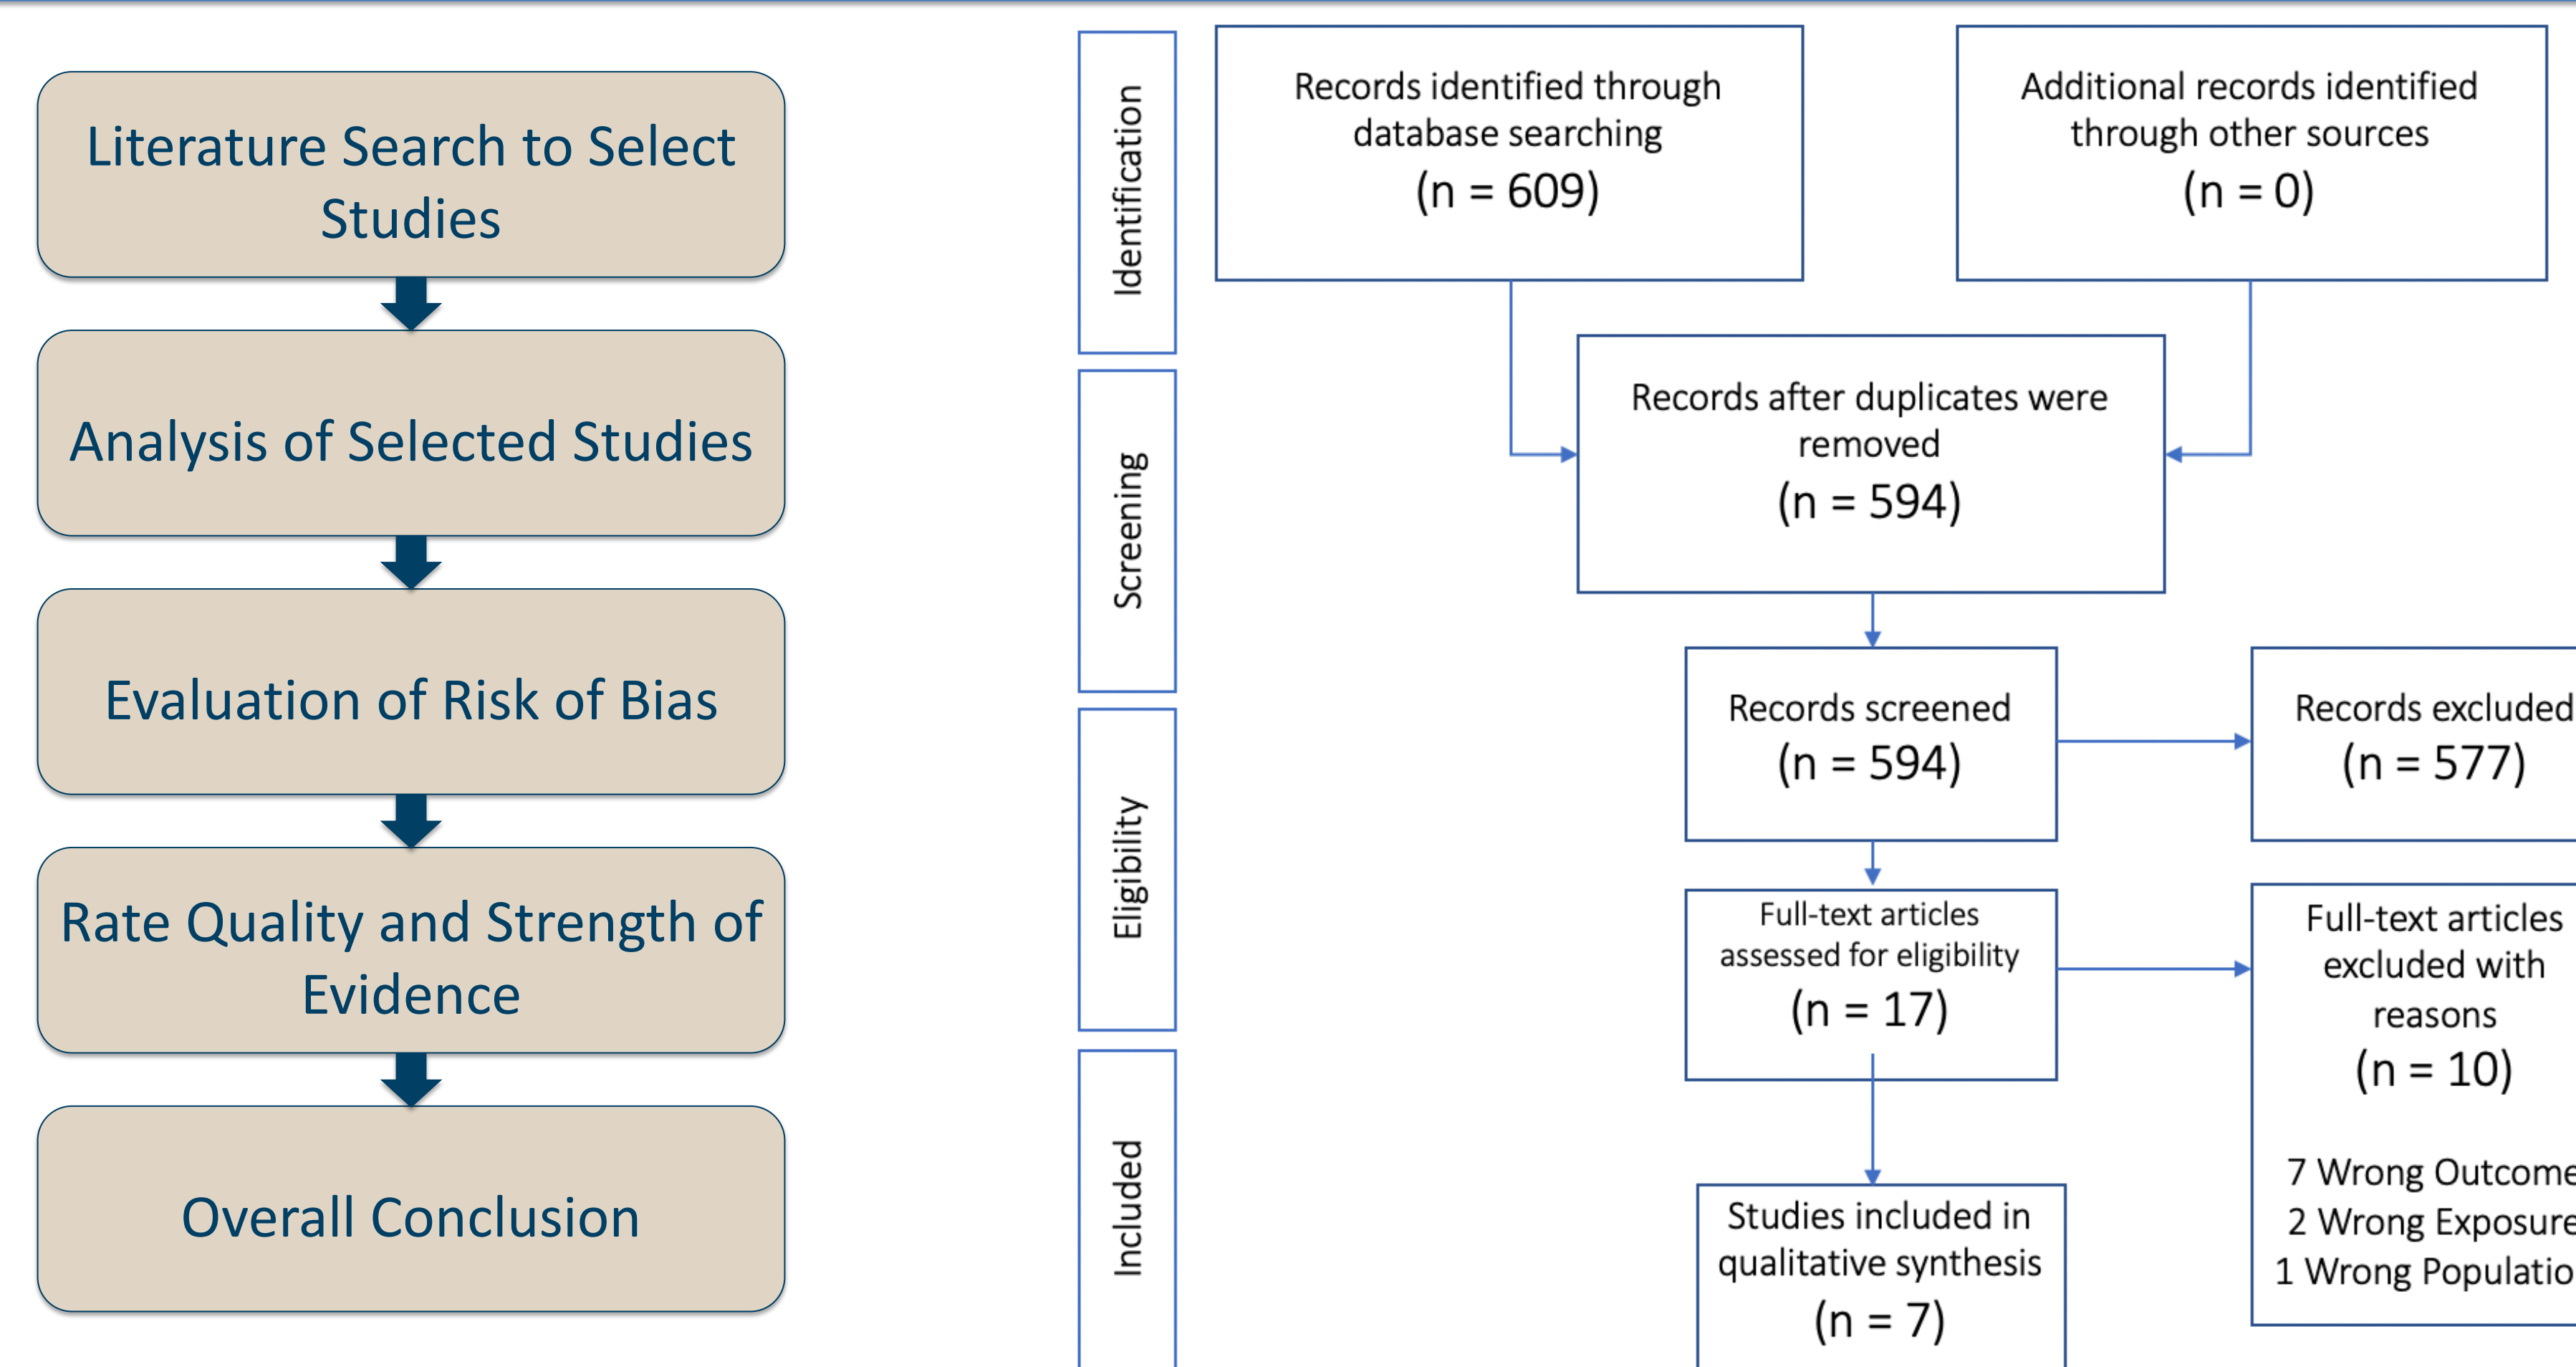 Literature Search to Select
Studies
Analysis of Selected Studies
Evaluation of Risk of Bias
Rate Quality and Strength of
Evidence
Overall Conclusion
Identification
Screening
Eligibility
Included
Records identified through
database searching
(n = 609)
Additional records identified
through other sources
(n = 0)
Records after duplicates were
removed
(n = 594)
Records screened
(n = 594)
Records excluded
(n = 577)
Full-text articles
assessed for eligibility
(n = 17)
Full-text articles
excluded with
reasons
(n = 10)
7 Wrong Outcome
2 Wrong Exposure
1 Wrong Populatio
Studies included in
qualitative synthesis
(n = 7)